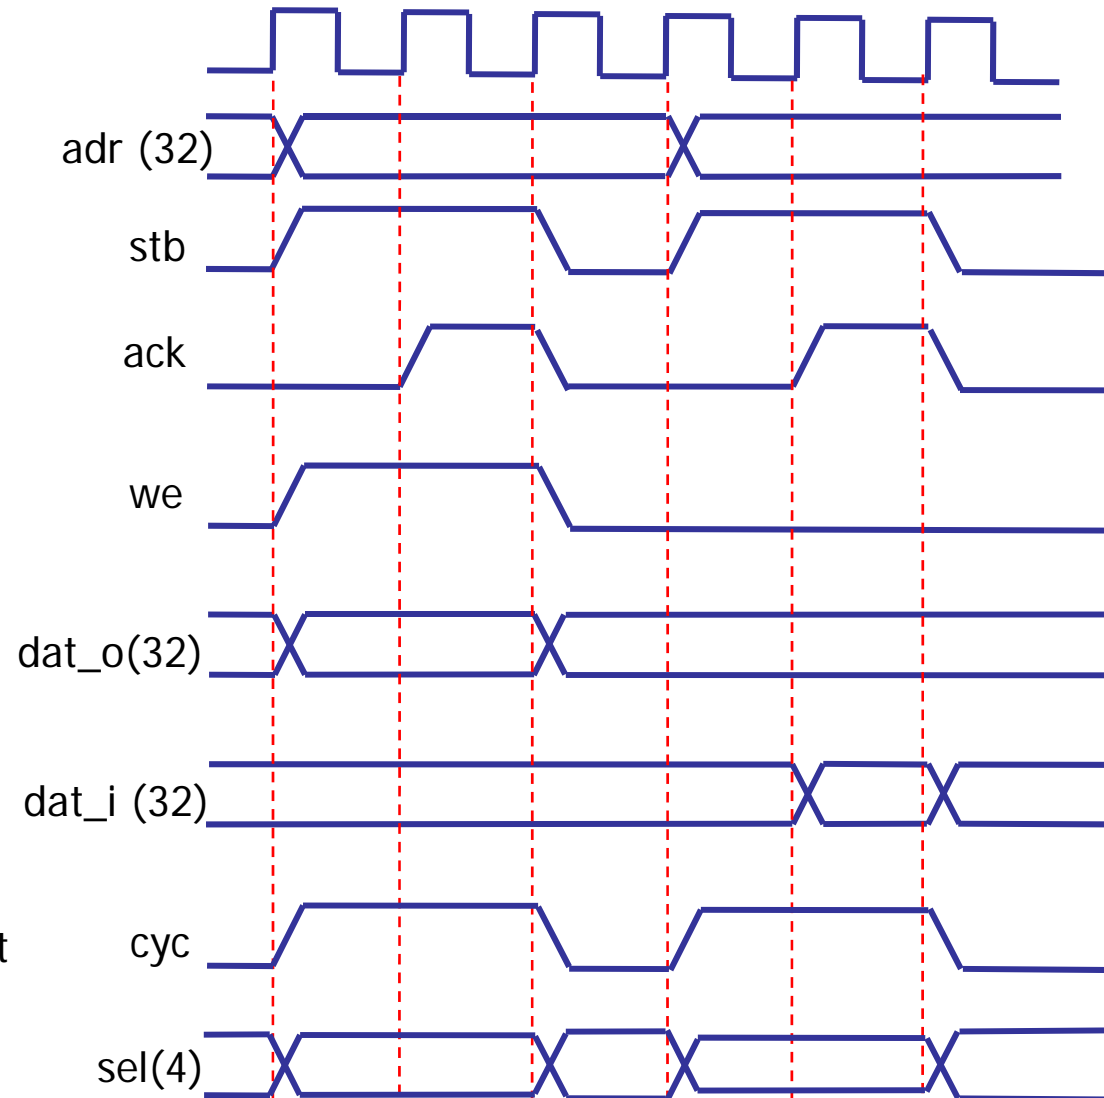 adr (32)
stb
ack
we
dat_o(32)
dat_i (32)
t
cyc
sel(4)